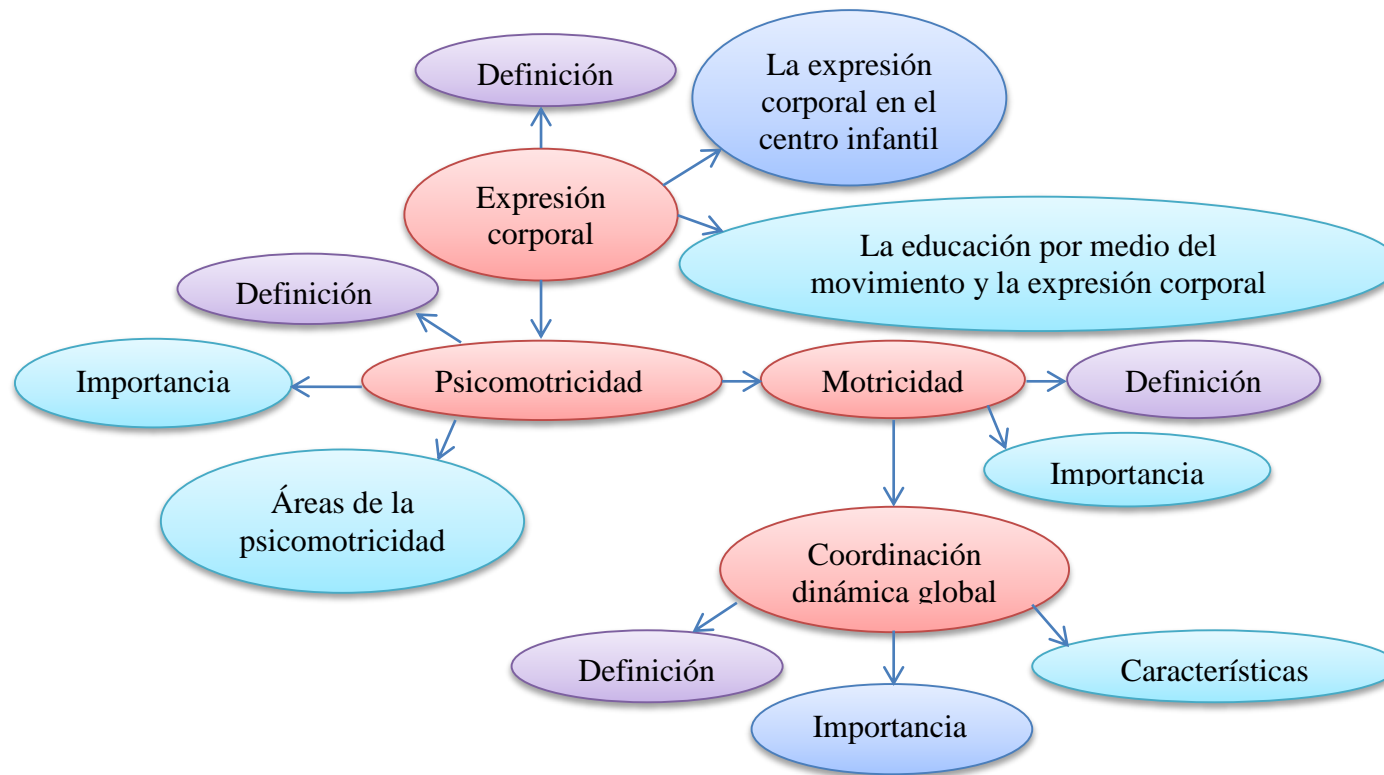 Definición
La expresión
corporal en el
centro infantil
Expresión
corporal
La educación por medio del
movimiento y la expresión corporal
Definición
Importancia
Psicomotricidad
Motricidad
Definición
Importancia
Áreas de la
psicomotricidad
Coordinación
dinámica global
Definición
Características
Importancia